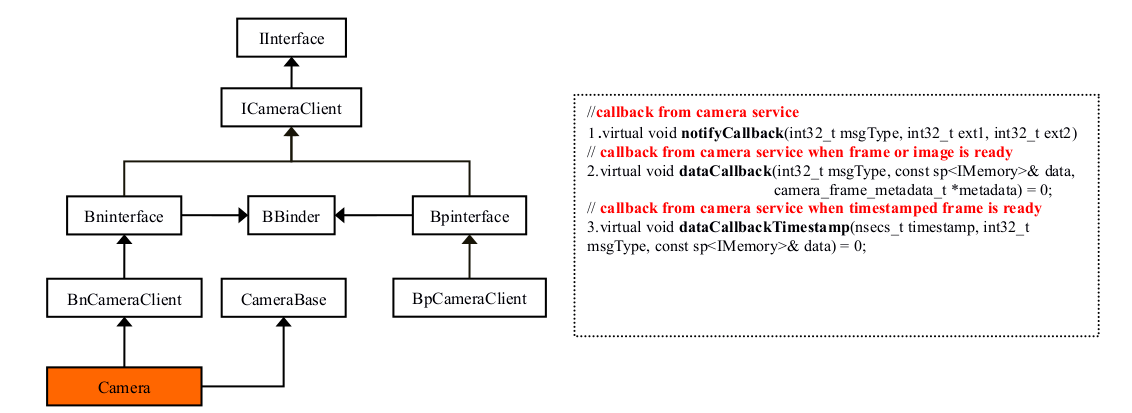 IInterface
ICameraClient
Bninterface
BBinder
Bpinterface
BnCameraClient
CameraBase
BpCameraClient
Camera
//callback from camera service
1.virtual void notifyCallback(int32_t msgType, int32_t ext1, int32_t ext2)
// callback from camera service when frame or image is ready
2.virtual void dataCallback(int32_t msgType, const sp<IMemory>& data,
camera_frame_metadata_t *metadata) = 0;
// callback from camera service when timestamped frame is ready
3.virtual void dataCallbackTimestamp(nsecs_t timestamp, int32_t
msgType, const sp<IMemory>& data) = 0;